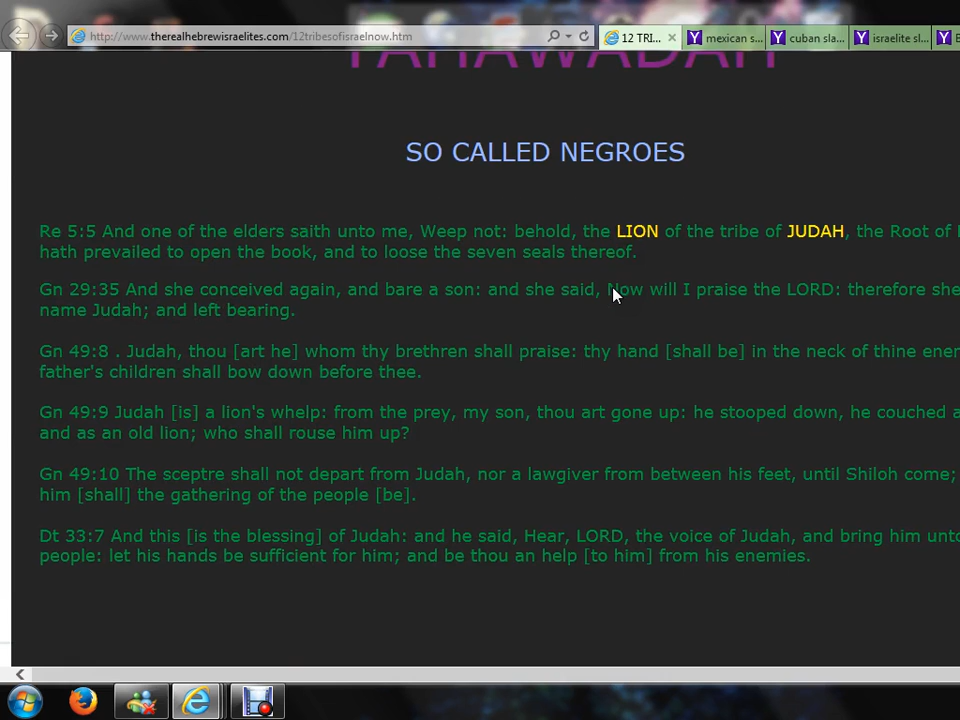 http://www.therealhebrewisraelites.com/12tribesofisraelnow.htm
12 TRI...
mexican s...
cuban sla...
israelite sl...
YAHAWADAH
SO CALLED NEGROES
Re 5:5 And one of the elders saith unto me, Weep not: behold, the LION of the tribe of JUDAH, the Root of
hath prevailed to open the book, and to loose the seven seals thereof.
Gn 29:35 And she conceived again, and bare a son: and she said, Now will I praise the LORD: therefore she
name Judah; and left bearing.
Gn 49:8 . Judah, thou [art he] whom thy brethren shall praise: thy hand [shall be] in the neck of thine ene
father's children shall bow down before thee.
Gn 49:9 Judah [is] a lion's whelp: from the prey, my son, thou art gone up: he stooped down, he couched a
and as an old lion; who shall rouse him up?
Gn 49:10 The sceptre shall not depart from Judah, nor a lawgiver from between his feet, until Shiloh come;
him [shall] the gathering of the people [be].
Dt 33:7 And this [is the blessing] of Judah: and he said, Hear, LORD, the voice of Judah, and bring him unto
people: let his hands be sufficient for him; and be thou an help [to him] from his enemies.